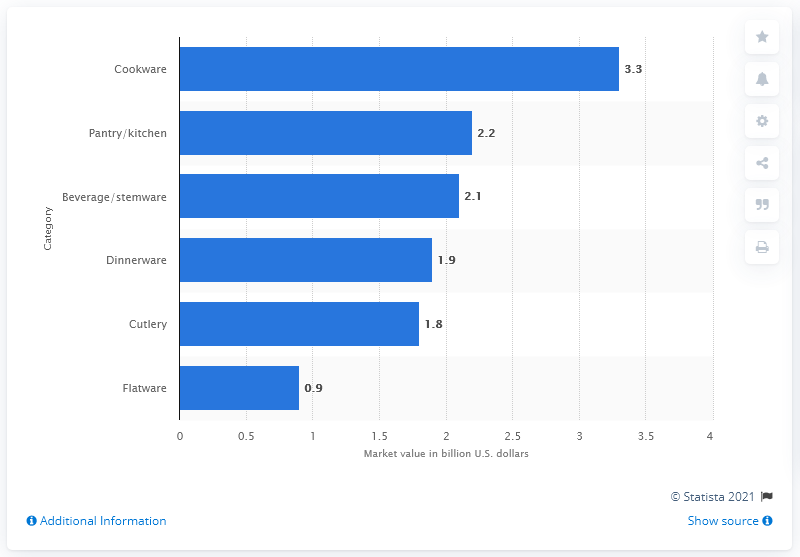 Cookware
3.3
Pantry/kitchen
2.2
Beverage/stemware
2.1
Category
Dinnerware
1.9
Cutlery
1.8
Flatware
0.9
0 0.5 1 1.5 2 2.5 3 3.5 4
Market value in billion U.S. dollars
© Statista 2021
Additional Information
Show source